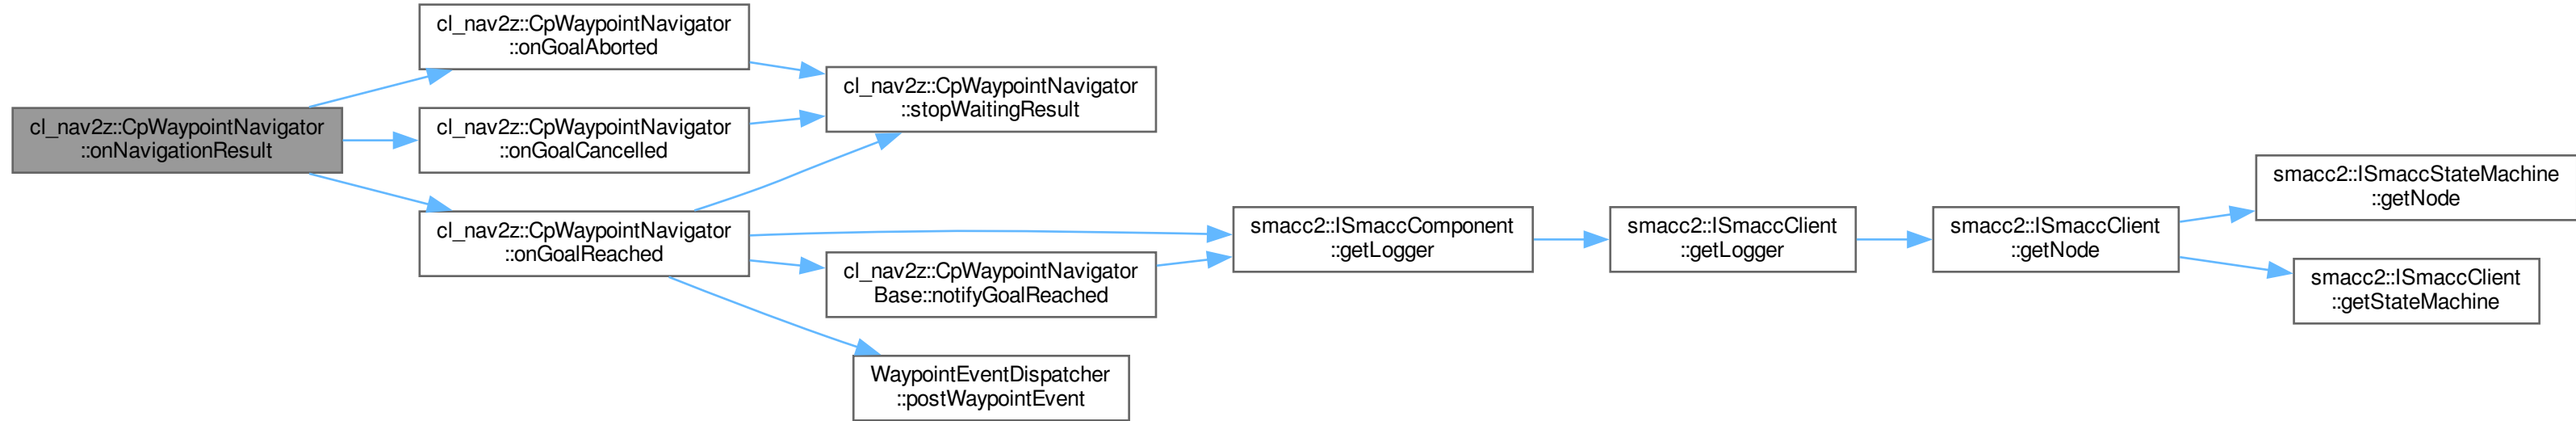 cl_nav2z::CpWaypointNavigator
::onNavigationResult
cl_nav2z::CpWaypointNavigator
::onGoalAborted
cl_nav2z::CpWaypointNavigator
::onGoalCancelled
cl_nav2z::CpWaypointNavigator
::onGoalReached
cl_nav2z::CpWaypointNavigator
::stopWaitingResult
cl_nav2z::CpWaypointNavigator
Base::notifyGoalReached
WaypointEventDispatcher
::postWaypointEvent
smacc2::ISmaccComponent
::getLogger
smacc2::ISmaccClient
::getLogger
smacc2::ISmaccClient
::getNode
smacc2::ISmaccStateMachine
::getNode
smacc2::ISmaccClient
::getStateMachine